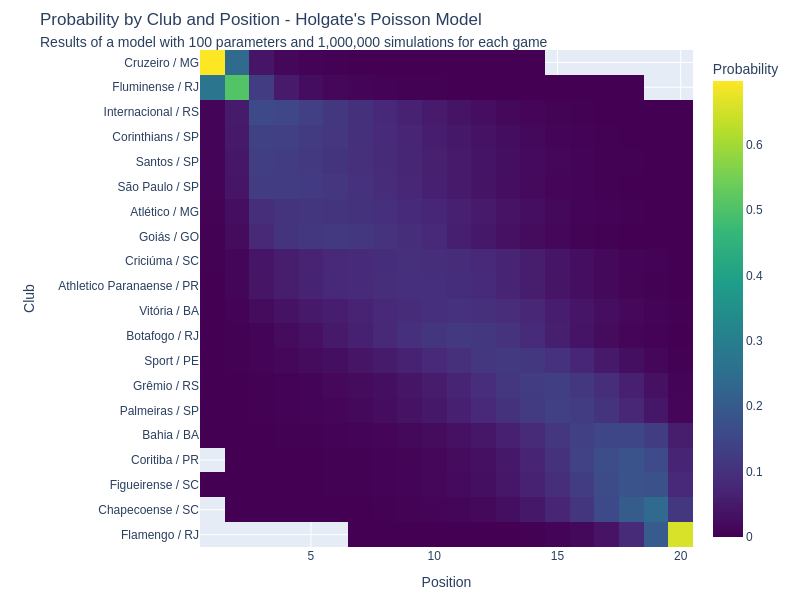 Probability by Club and Position - Holgate's Poisson Model
Results of a model with 100 parameters and 1,000,000 simulations for each game
Club
Cruzeiro / MG
Fluminense / RJ
Internacional / RS
Corinthians / SP
Santos / SP
São Paulo / SP
Atlético / MG
Goiás / GO
Criciúma / SC
Athletico Paranaense / PR
Vitória / BA
Botafogo / RJ
Sport / PE
Grêmio / RS
Palmeiras / SP
Bahia / BA
Coritiba / PR
Figueirense / SC
Chapecoense / SC
Flamengo / RJ
5
10
15
20
Position
Probability
0.6
0.5
0.4
0.3
0.2
0.1
0